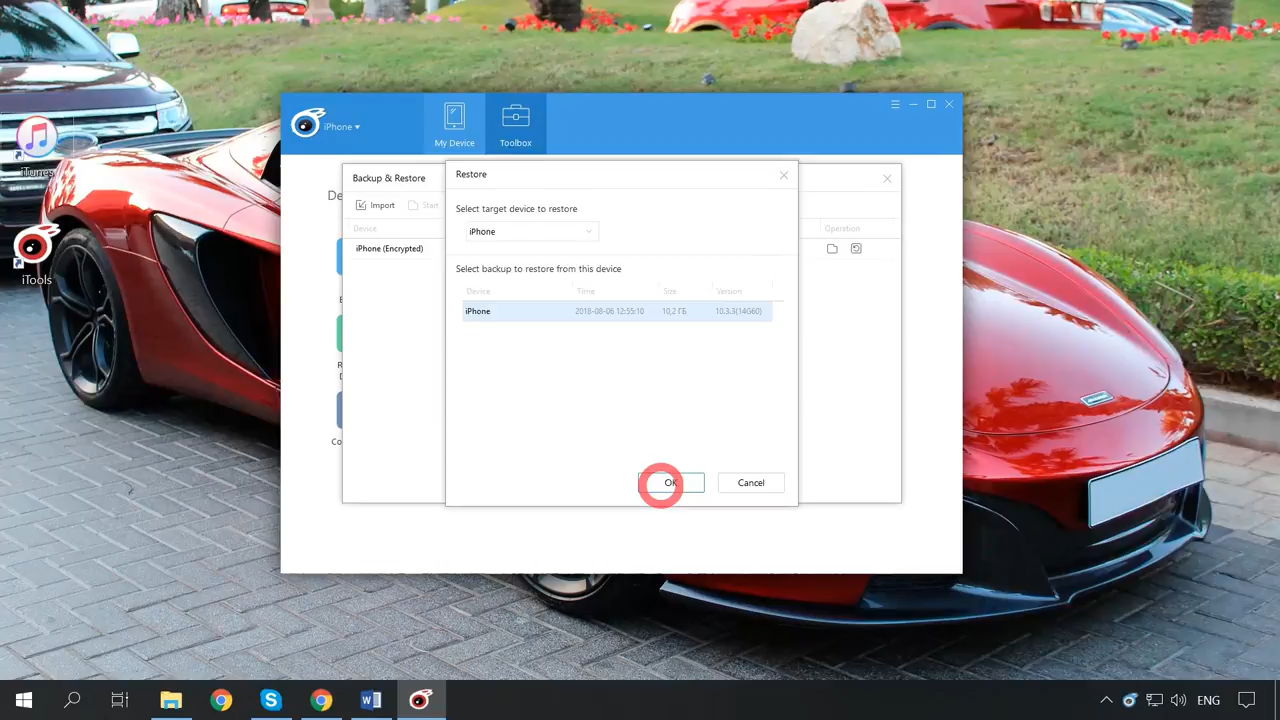 iPhone
My Device
Toolbox
iTunes
iTools
De
Backup & Restore
Import
Start
Device
Operation
iPhone (Encrypted)
Restore
Select target device to restore
iPhone
Select backup to restore from this device
Device Time Size Version
iPhone 2018-08-06 12:55:10 10,2 ГБ 10.3.3(14G60)
OK
Cancel
Co
ENG